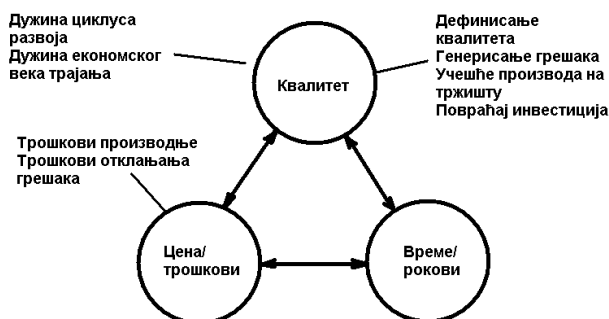 Дужина циклуса
развоја
Дужина економског
века трајања
Дефинисање
квалитета
Генерисање грешака
Учешће производа на
тржишту
Повраћај инвестиција
Квалитет
Трошкови производње
Трошкови отклањања
грешака
Цена/
трошкови
Време/
рокови